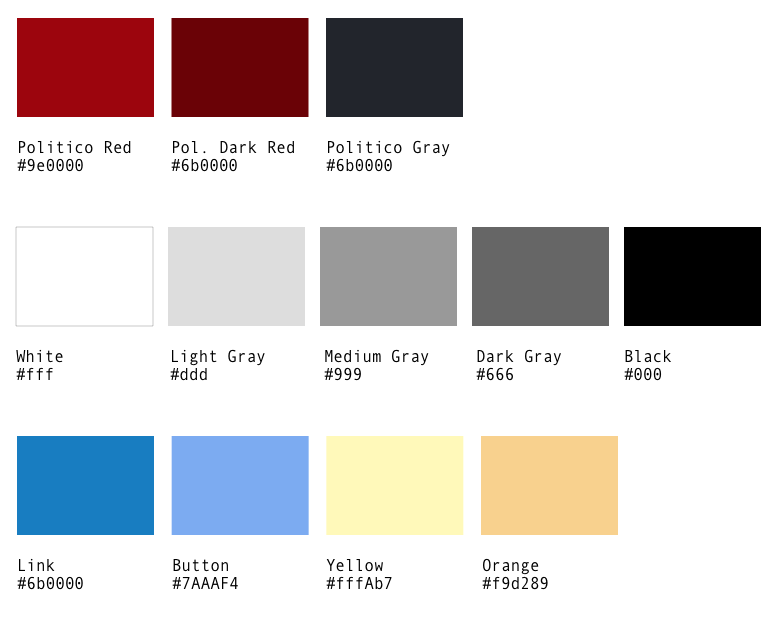 Politico Red
#9e0000
Pol. Dark Red
#6b0000
Politico Gray
#6b0000
White
#fff
Light Gray
#ddd
Medium Gray
#999
Dark Gray
#666
Black
#000
Link
#6b0000
Button
#7AAAF4
Yellow
#fffAb7
Orange
#f9d289